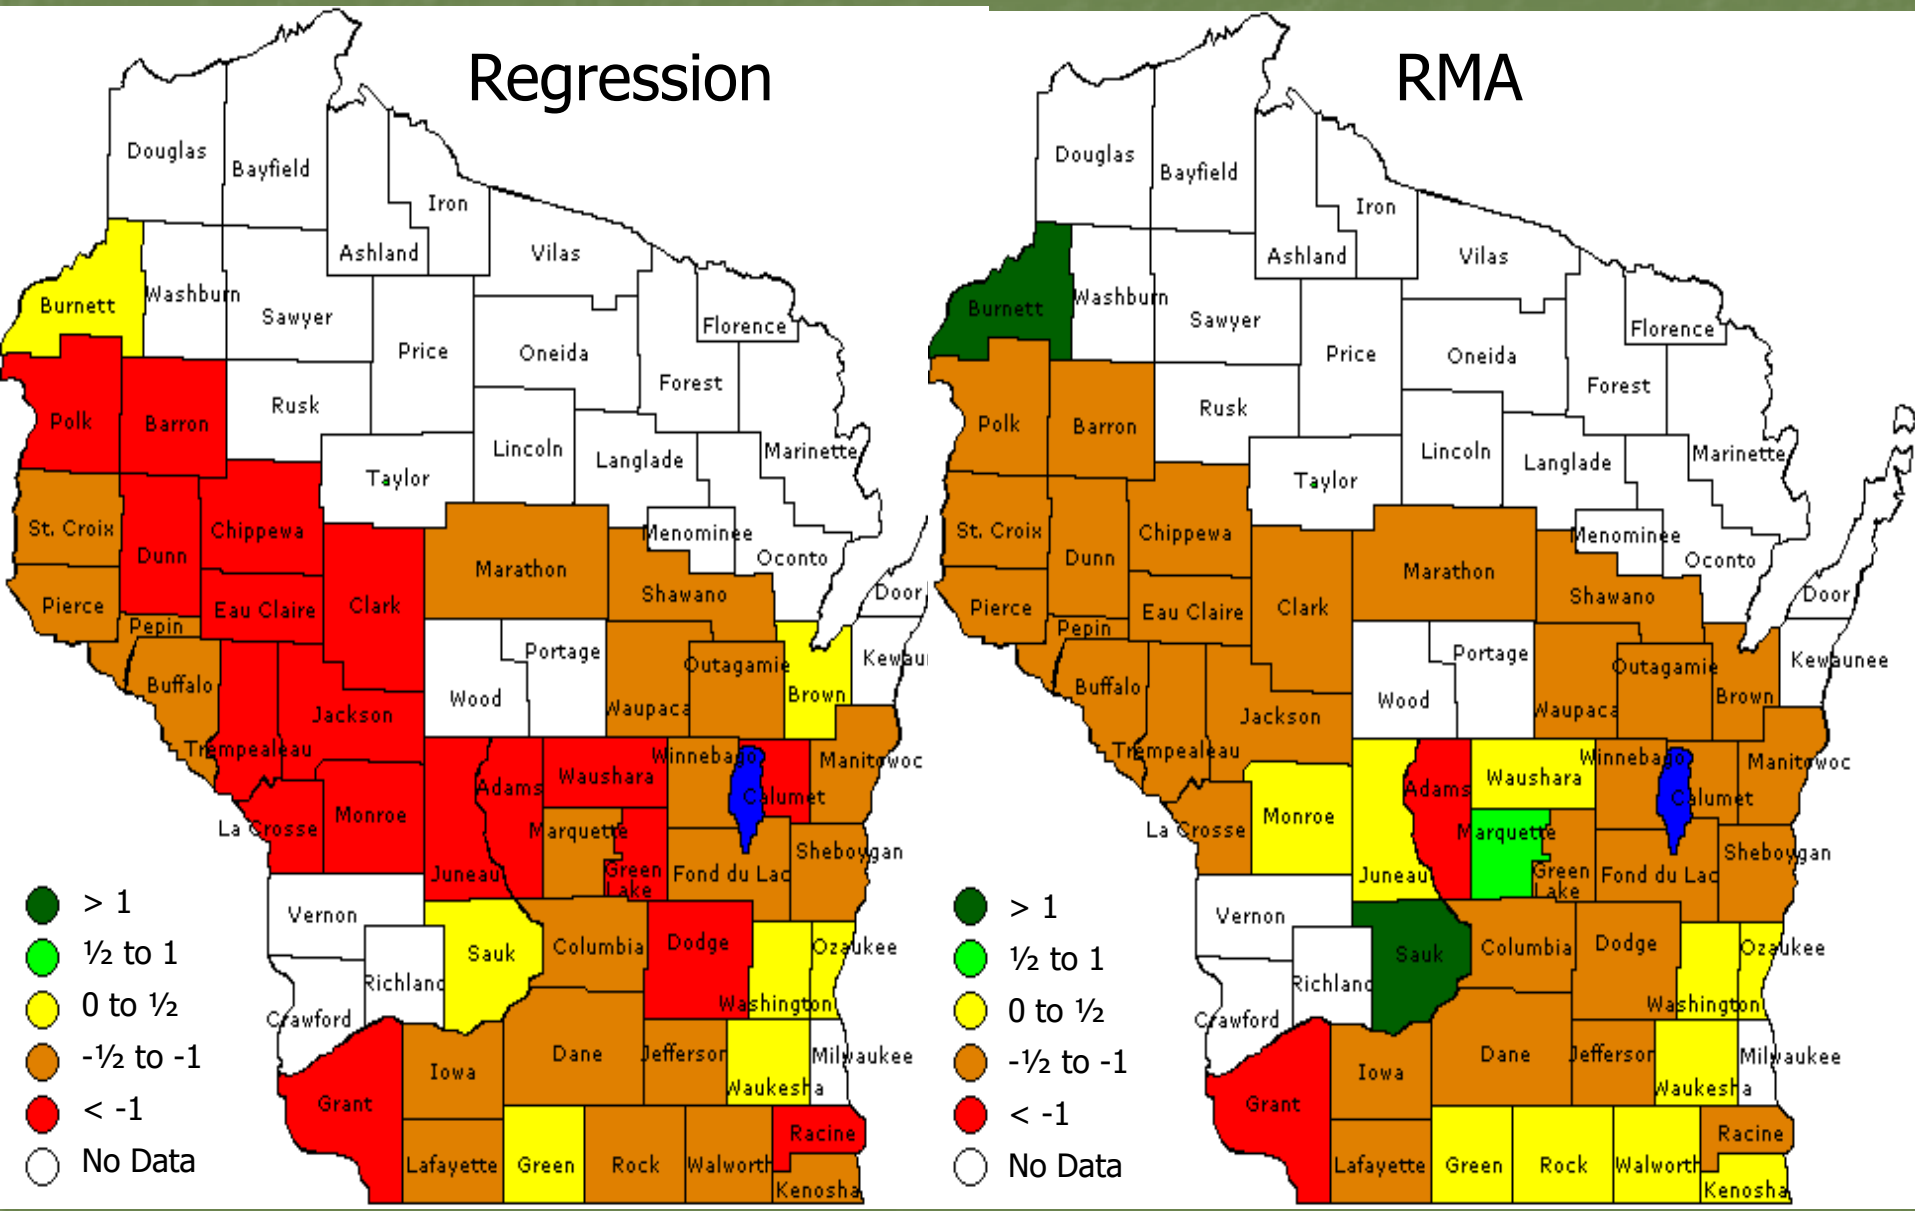 Regression
Douglas
Bayfield
Iron
Ashland
Vilas
Burnett
Washburn
Sawyer
Florence
Price
Oneida
Forest
Polk
Barron
Rusk
Lincoln
Langlade
Marinette
Taylor
St. Croix
Chippewa
Menominee
Dunn
Oconto
Marathon
Shawano
Door
Pierce
Eau Claire
Clark
Pepin
Portage
Outagamie
Kewau
Buffalo
Wood
Waupaca
Brown
Jackson
Trempealeau
Winnebago
Manitowoc
Waushara
Adams
Calumet
La Crosse
Monroe
Marquette
Sheboygan
Juneau
Green
Lake
Fond du Lac
Vernon
Sauk
Columbia
Dodge
Ozaukee
Richland
Washington
Crawford
Dane
Jefferson
Milwaukee
Iowa
Waukesha
Grant
Racine
Lafayette
Green
Rock
Walworth
Kenosha
> 1
½ to 1
0 to ½
-½ to -1
< -1
No Data
RMA
Douglas
Bayfield
Iron
Ashland
Vilas
Burnett
Washburn
Sawyer
Florence
Price
Oneida
Forest
Polk
Barron
Rusk
Lincoln
Langlade
Marinette
Taylor
St. Croix
Chippewa
Menominee
Dunn
Oconto
Marathon
Shawano
Door
Pierce
Eau Claire
Clark
Pepin
Portage
Outagamie
Kewaunee
Buffalo
Wood
Waupaca
Brown
Jackson
Trempealeau
Winnebago
Manitowoc
Waushara
Adams
Calumet
La Crosse
Monroe
Marquette
Sheboygan
Juneau
Green
Lake
Fond du Lac
Vernon
Sauk
Columbia
Dodge
Ozaukee
Richland
Washington
Crawford
Dane
Jefferson
Milwaukee
Iowa
Waukesha
Grant
Racine
Lafayette
Green
Rock
Walworth
Kenosha
> 1
½ to 1
0 to ½
-½ to -1
< -1
No Data